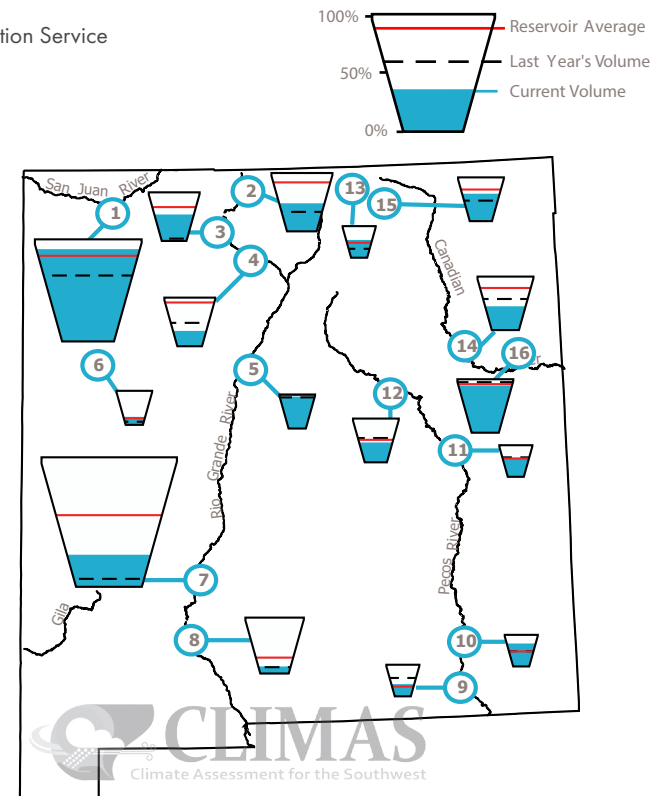 tion Service
100%
50%
0%
Reservoir Average
Last Year's Volume
Current Volume
San Juan River
1
2
3
4
13
15
Canadian
14
16
6
5
12
11
Rio Grande River
Pecos River
7
Gila
8
10
9
CLIMAS
Climate Assessment for the Southwest